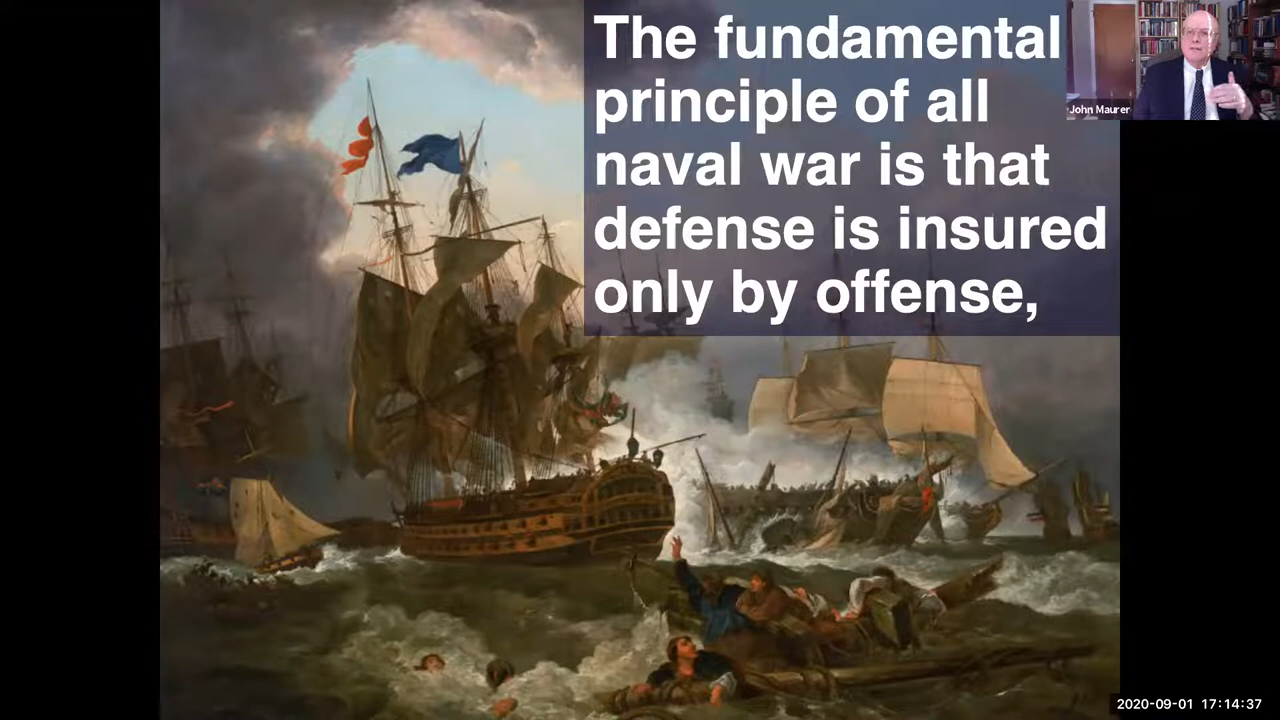 The fundamental
principle of all
naval war is that
defense is insured
only by offense,
John Maurer
2020-09-01 17:14:37